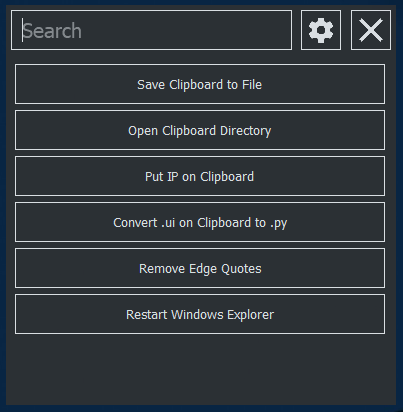 Search
Save Clipboard to File
Open Clipboard Directory
Put IP on Clipboard
Convert .ui on Clipboard to .py
Remove Edge Quotes
Restart Windows Explorer